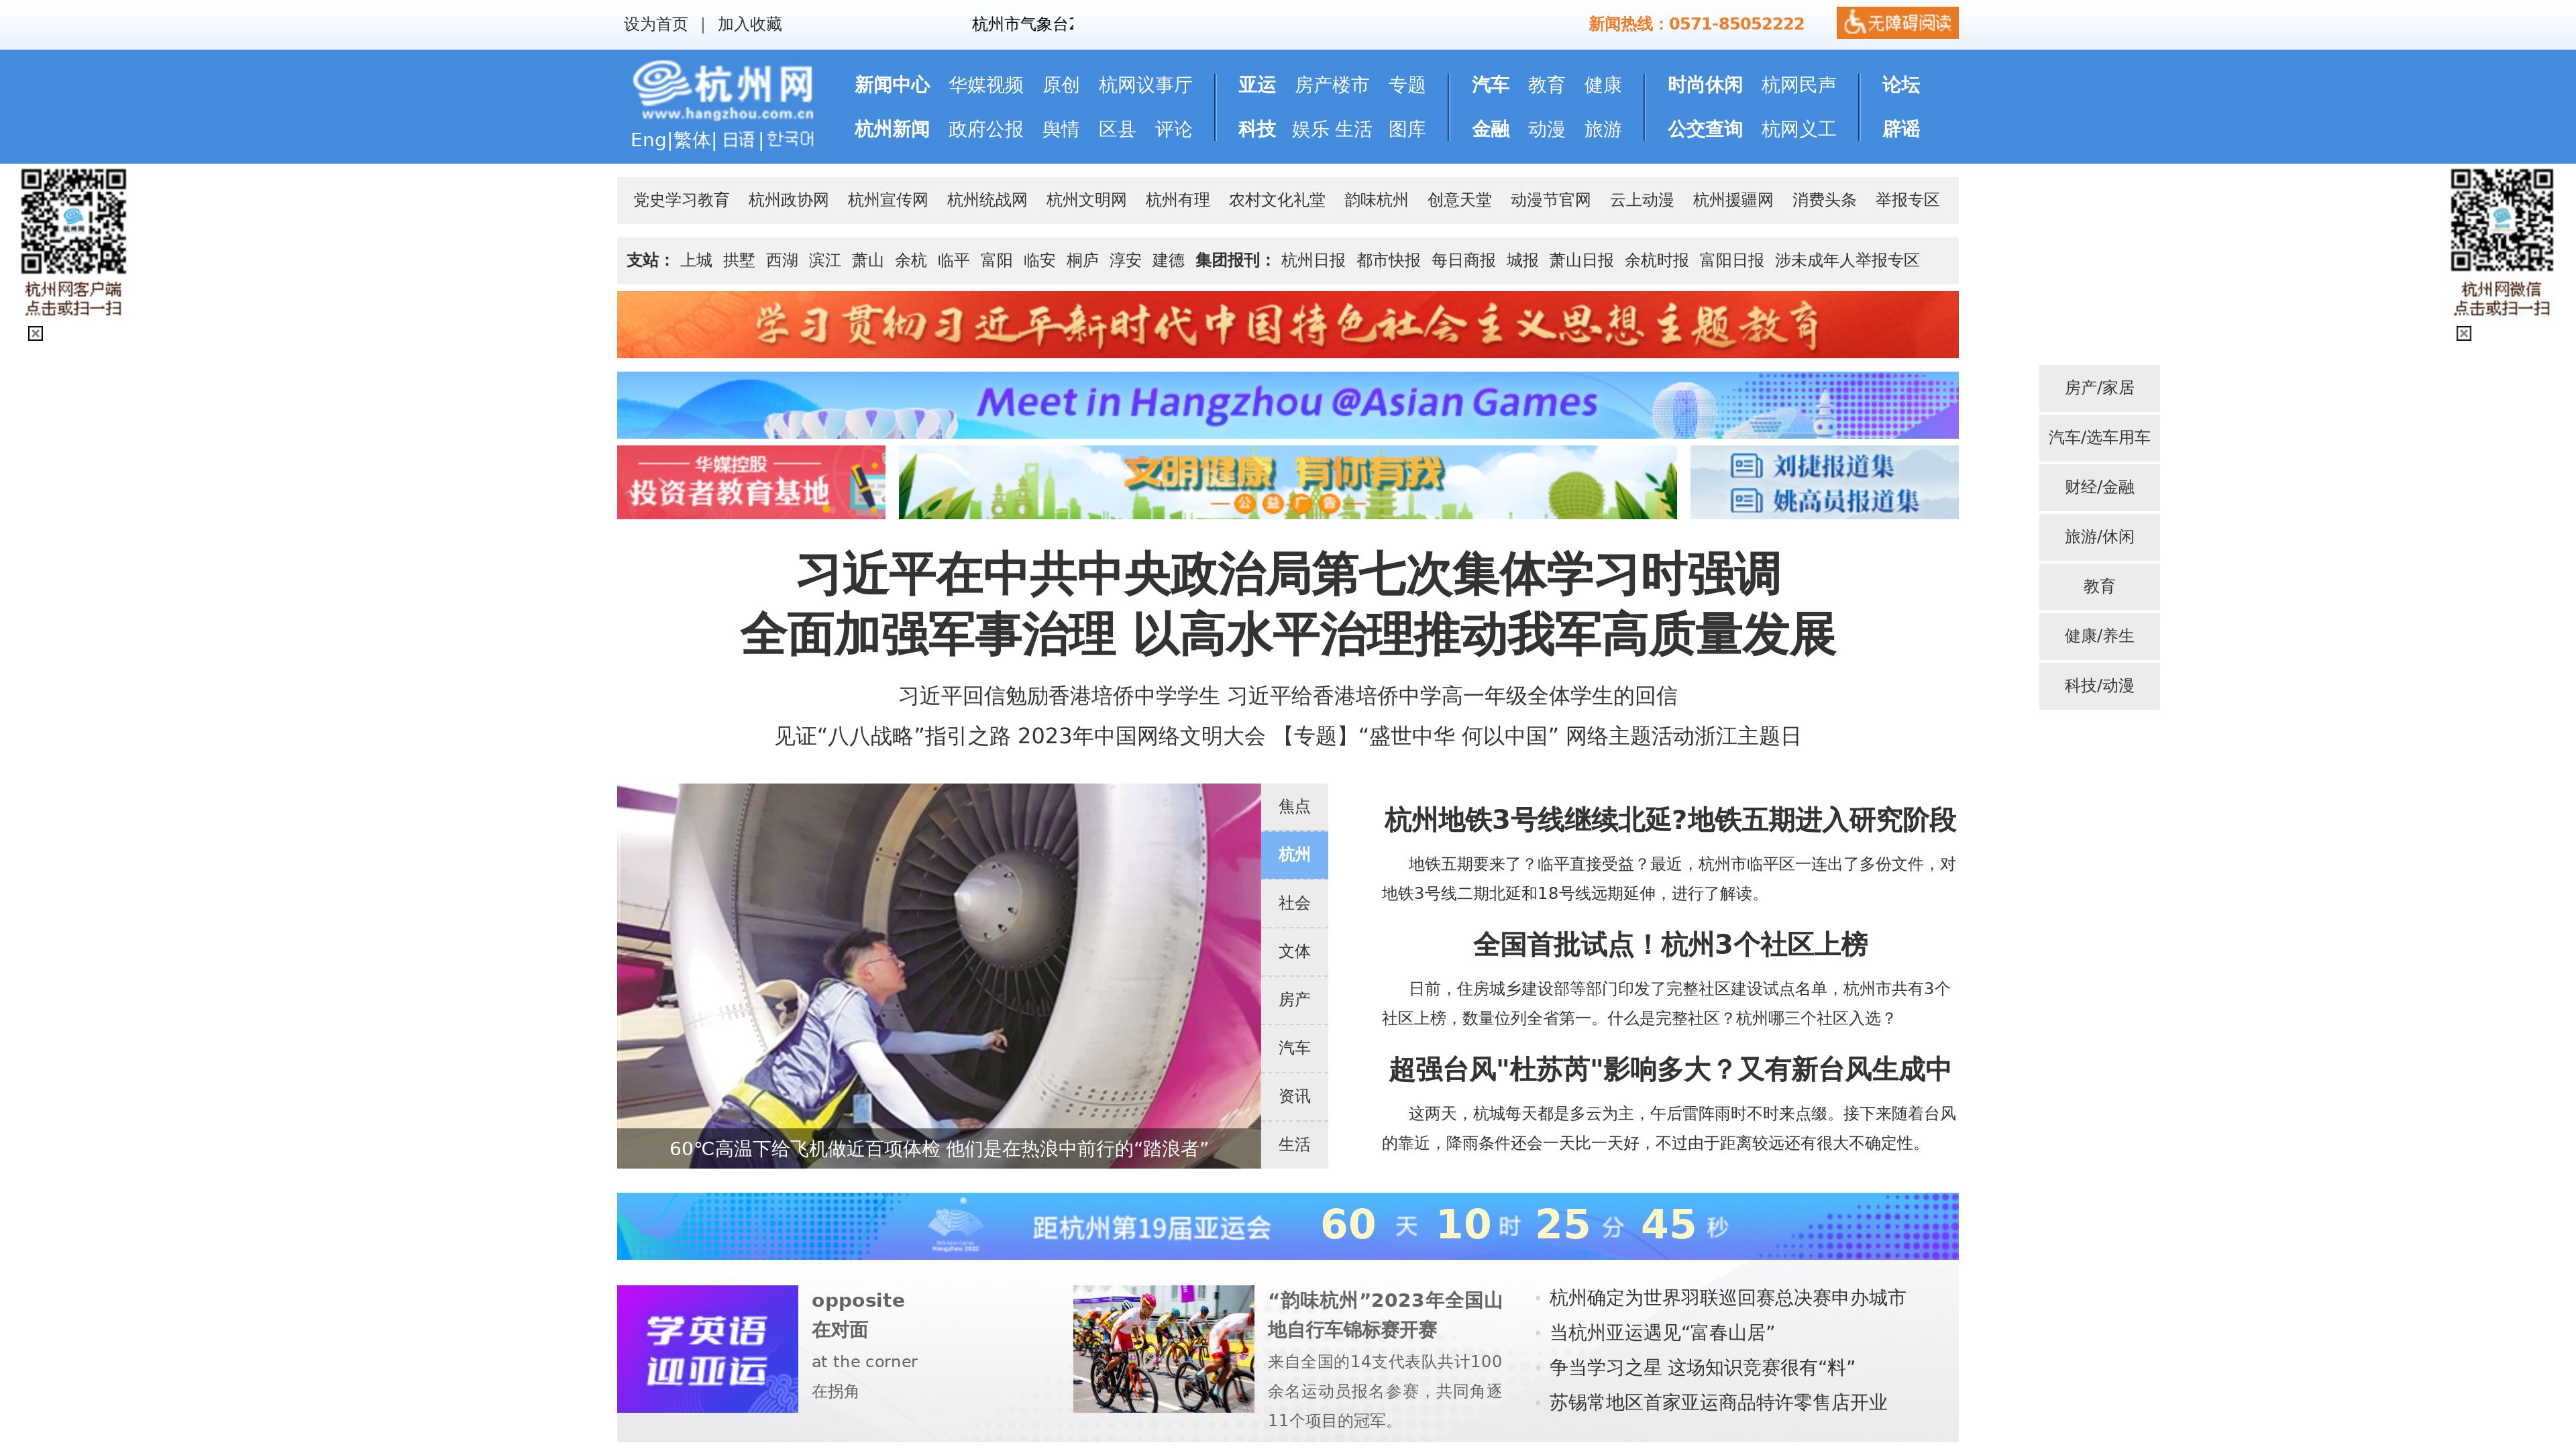 设为首页 | 加入收藏
杭州市气象台
新闻热线：0571-85052222
无障碍阅读
杭州网
www.hangzhou.com.cn
Eng|繁体| 日语 | 한국어
新闻中心 华媒视频 原创 杭网议事厅 亚运 房产楼市 专题 汽车 教育 健康 时尚休闲 杭网民声 论坛
杭州新闻 政府公报 舆情 区县 评论 科技 娱乐 生活 图库 金融 动漫 旅游 公交查询 杭网义工 辟谣
杭州网客户端
点击或扫一扫
杭州网微信
点击或扫一扫
党史学习教育 杭州政协网 杭州宣传网 杭州统战网 杭州文明网 杭州有理 农村文化礼堂 韵味杭州 创意天堂 动漫节官网 云上动漫 杭州援疆网 消费头条 举报专区
支站： 上城 拱墅 西湖 滨江 萧山 余杭 临平 富阳 临安 桐庐 淳安 建德 集团报刊： 杭州日报 都市快报 每日商报 城报 萧山日报 余杭时报 富阳日报 涉未成年人举报专区
学习贯彻习近平新时代中国特色社会主义思想主题教育
Meet in Hangzhou @Asian Games
华媒控股
投资者教育基地
文明健康 有你有我
公益广告
刘捷报道集
姚高员报道集
房产/家居
汽车/选车用车
财经/金融
旅游/休闲
教育
健康/养生
科技/动漫
习近平在中共中央政治局第七次集体学习时强调
全面加强军事治理 以高水平治理推动我军高质量发展
习近平回信勉励香港培侨中学学生 习近平给香港培侨中学高一年级全体学生的回信
见证“八八战略”指引之路 2023年中国网络文明大会 【专题】“盛世中华 何以中国” 网络主题活动浙江主题日
60℃高温下给飞机做近百项体检 他们是在热浪中前行的“踏浪者”
焦点
杭州
社会
文体
房产
汽车
资讯
生活
杭州地铁3号线继续北延?地铁五期进入研究阶段
地铁五期要来了？临平直接受益？最近，杭州市临平区一连出了多份文件，对
地铁3号线二期北延和18号线远期延伸，进行了解读。
全国首批试点！杭州3个社区上榜
日前，住房城乡建设部等部门印发了完整社区建设试点名单，杭州市共有3个
社区上榜，数量位列全省第一。什么是完整社区？杭州哪三个社区入选？
超强台风"杜苏芮"影响多大？又有新台风生成中
这两天，杭城每天都是多云为主，午后雷阵雨时不时来点缀。接下来随着台风
的靠近，降雨条件还会一天比一天好，不过由于距离较远还有很大不确定性。
距杭州第19届亚运会 60 天 10 时 25 分 45 秒
学英语
迎亚运
opposite
在对面
at the corner
在拐角
“韵味杭州”2023年全国山
地自行车锦标赛开赛
来自全国的14支代表队共计100
余名运动员报名参赛，共同角逐
11个项目的冠军。
杭州确定为世界羽联巡回赛总决赛申办城市
当杭州亚运遇见“富春山居”
争当学习之星 这场知识竞赛很有“料”
苏锡常地区首家亚运商品特许零售店开业